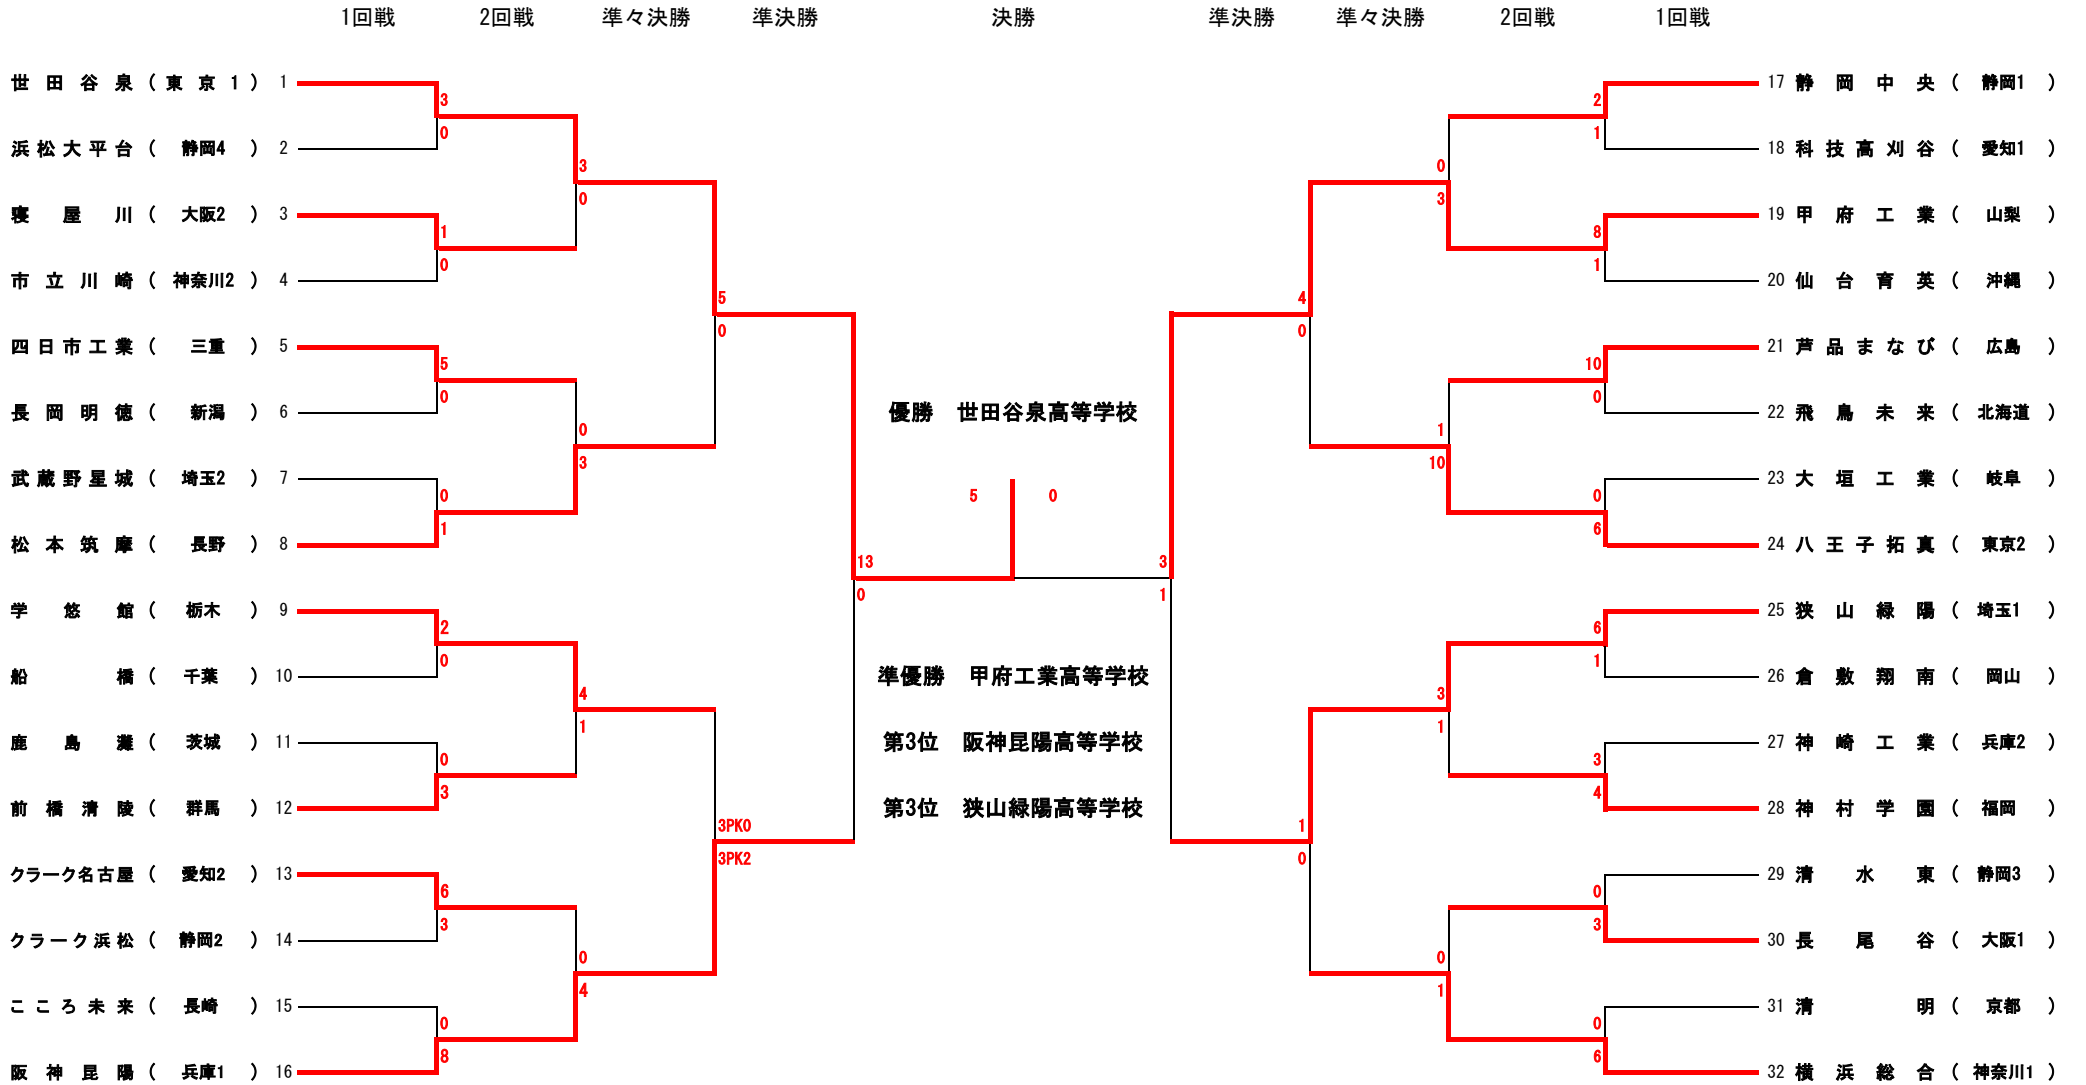 1回戦 2回戦 準々決勝 準決勝 決勝 準決勝 準々決勝 2回戦 1回戦
世田谷泉 ( 東京1 ) 1
3
0
浜松大平台 ( 静岡4 ) 2
3
0
寝屋川 ( 大阪2 ) 3
1
0
市立川崎 ( 神奈川2 ) 4
5
0
四日市工業 ( 三重 ) 5
5
0
長岡明徳 ( 新潟 ) 6
0
3
武蔵野星城 ( 埼玉2 ) 7
0
1
松本筑摩 ( 長野 ) 8
13
0
学悠館 ( 栃木 ) 9
2
0
船橋 ( 千葉 ) 10
4
1
鹿島灘 ( 茨城 ) 11
0
3
前橋清陵 ( 群馬 ) 12
3PK0
3PK2
クラーク名古屋 ( 愛知2 ) 13
6
3
クラーク浜松 ( 静岡2 ) 14
0
4
こころ未来 ( 長崎 ) 15
0
8
阪神昆陽 ( 兵庫1 ) 16
優勝 世田谷泉高等学校
5 0
準優勝 甲府工業高等学校
第3位 阪神昆陽高等学校
第3位 狭山緑陽高等学校
17 静岡中央 ( 静岡1 )
2
1
18 科技高刈谷 ( 愛知1 )
0
3
19 甲府工業 ( 山梨 )
8
1
20 仙台育英 ( 沖縄 )
4
0
21 芦品まなび ( 広島 )
10
0
22 飛鳥未来 ( 北海道 )
1
10
23 大垣工業 ( 岐阜 )
0
6
24 八王子拓真 ( 東京2 )
3
1
25 狭山緑陽 ( 埼玉1 )
6
1
26 倉敷翔南 ( 岡山 )
3
1
27 神崎工業 ( 兵庫2 )
3
4
28 神村学園 ( 福岡 )
1
0
29 清水東 ( 静岡3 )
0
3
30 長尾谷 ( 大阪1 )
0
1
31 清明 ( 京都 )
0
6
32 横浜総合 ( 神奈川1 )